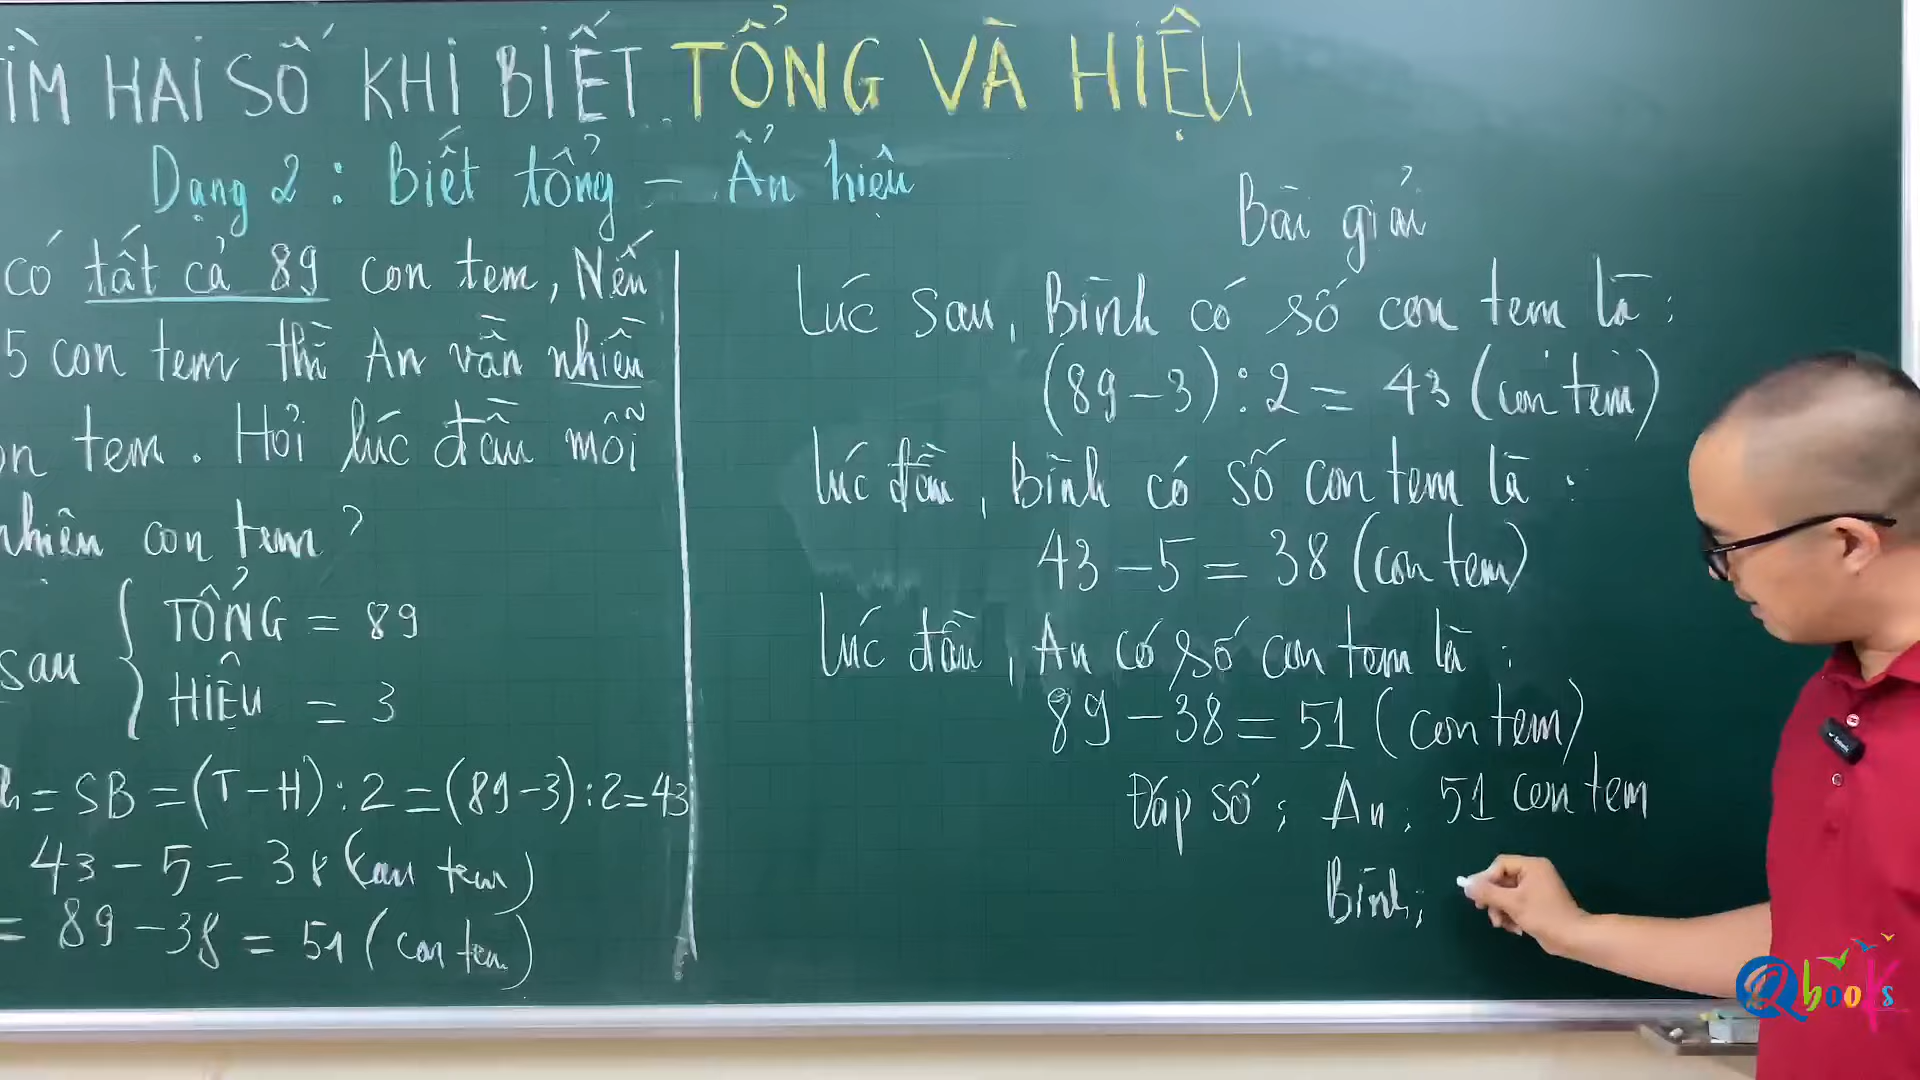 ÌM HAI SỐ KHI BIẾT TỔNG VÀ HIỆU
Dạng 2 : Biết tổng – Ẩn hiệu
có tất cả 89 con tem, Nếu
5 con tem thì An vẫn nhiều
on tem. Hỏi lúc đầu mỗi
nhiêu con tem?
sau { TỔNG = 89
HIỆU = 3
h = SB = (T – H) : 2 = (89 – 3) : 2 = 43
43 – 5 = 38 (con tem)
= 89 – 38 = 51 (con tem)
Bài giải
Lúc sau, Bình có số con tem là :
(89 – 3) : 2 = 43 (con tem)
Lúc đầu, Bình có số con tem là :
43 – 5 = 38 (con tem)
Lúc đầu, An có số con tem là :
89 – 38 = 51 (con tem)
Đáp số : An : 51 con tem
Bình :
Qbooks